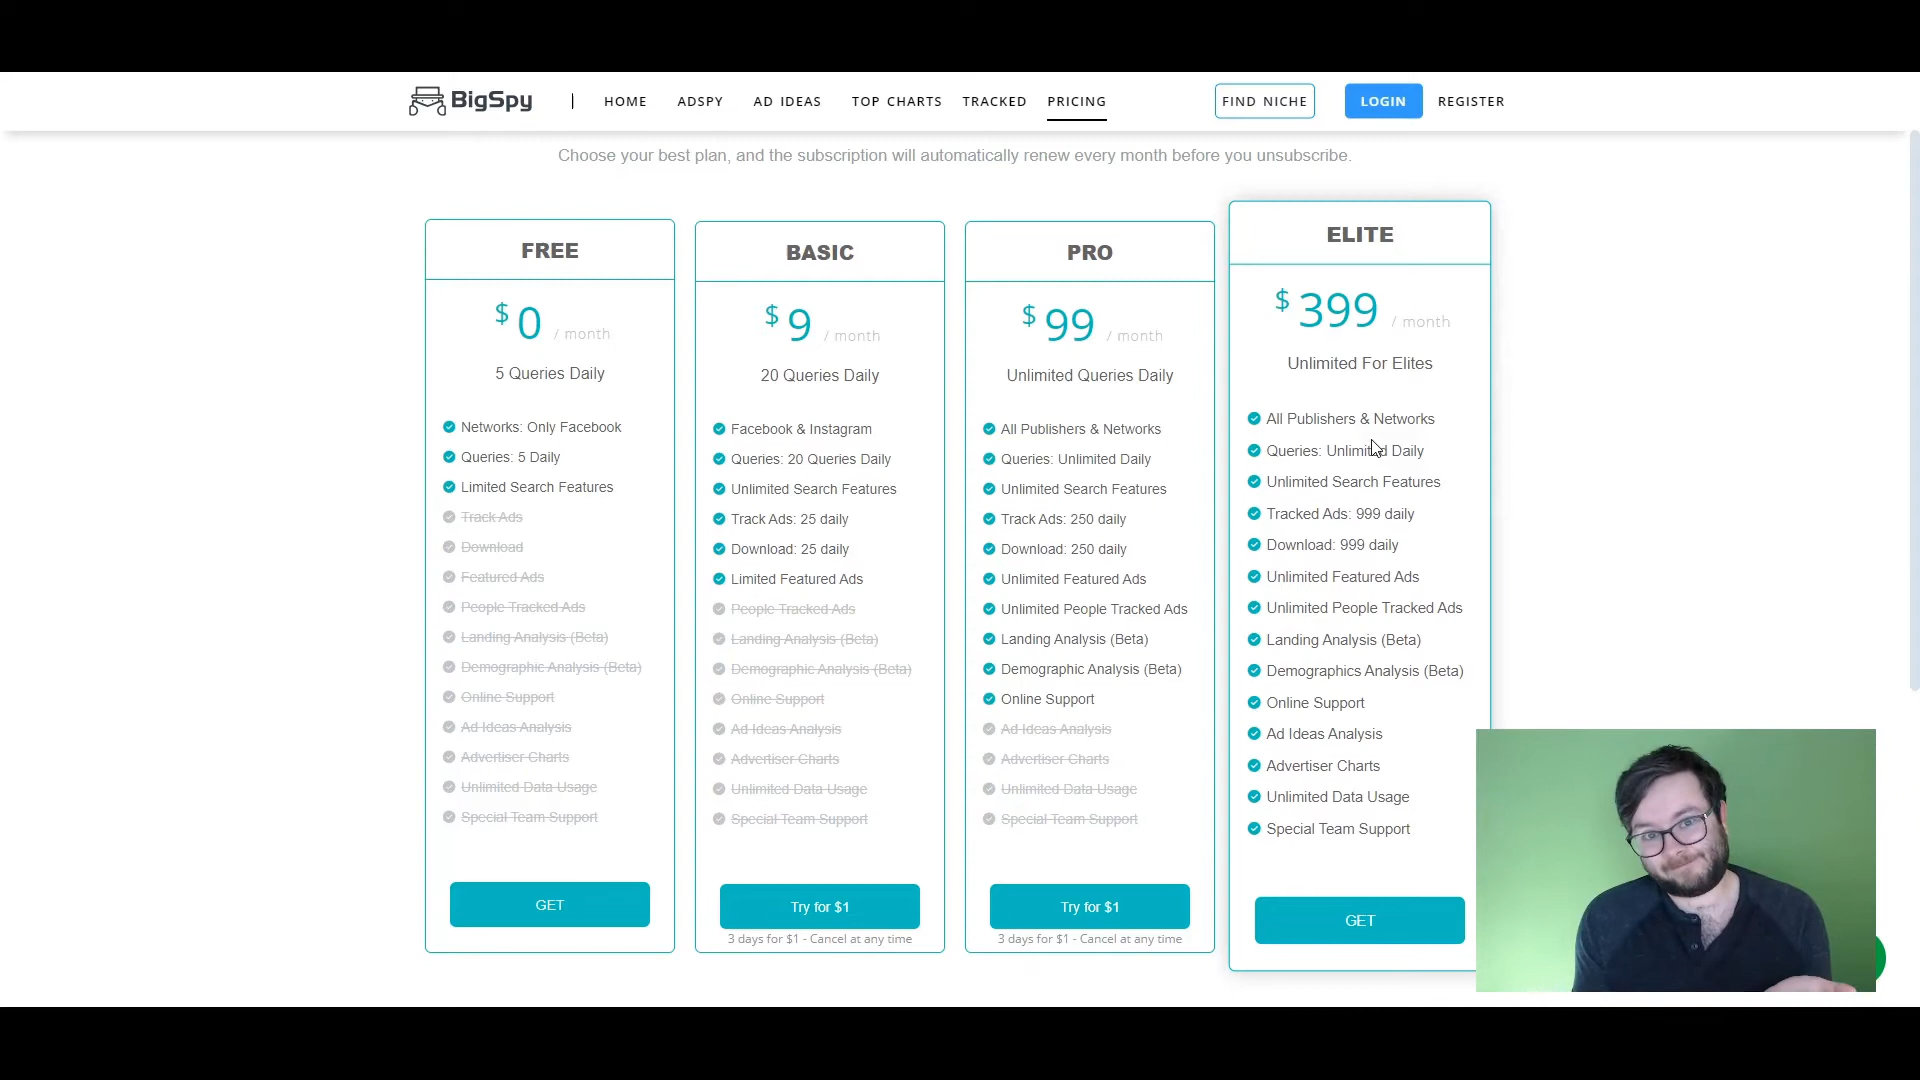 BigSpy
|
HOME
ADSPY
AD IDEAS
TOP CHARTS
TRACKED
PRICING
FIND NICHE
LOGIN
REGISTER
Choose your best plan, and the subscription will automatically renew every month before you unsubscribe.
FREE
$ 0 / month
5 Queries Daily
Networks: Only Facebook
Queries: 5 Daily
Limited Search Features
Track Ads
Download
Featured Ads
People Tracked Ads
Landing Analysis (Beta)
Demographic Analysis (Beta)
Online Support
Ad Ideas Analysis
Advertiser Charts
Unlimited Data Usage
Special Team Support
GET
BASIC
$ 9 / month
20 Queries Daily
Facebook & Instagram
Queries: 20 Queries Daily
Unlimited Search Features
Track Ads: 25 daily
Download: 25 daily
Limited Featured Ads
People Tracked Ads
Landing Analysis (Beta)
Demographic Analysis (Beta)
Online Support
Ad Ideas Analysis
Advertiser Charts
Unlimited Data Usage
Special Team Support
Try for $1
3 days for $1 - Cancel at any time
PRO
$ 99 / month
Unlimited Queries Daily
All Publishers & Networks
Queries: Unlimited Daily
Unlimited Search Features
Track Ads: 250 daily
Download: 250 daily
Unlimited Featured Ads
Unlimited People Tracked Ads
Landing Analysis (Beta)
Demographic Analysis (Beta)
Online Support
Ad Ideas Analysis
Advertiser Charts
Unlimited Data Usage
Special Team Support
Try for $1
3 days for $1 - Cancel at any time
ELITE
$ 399 / month
Unlimited For Elites
All Publishers & Networks
Queries: Unlimited Daily
Unlimited Search Features
Tracked Ads: 999 daily
Download: 999 daily
Unlimited Featured Ads
Unlimited People Tracked Ads
Landing Analysis (Beta)
Demographics Analysis (Beta)
Online Support
Ad Ideas Analysis
Advertiser Charts
Unlimited Data Usage
Special Team Support
GET